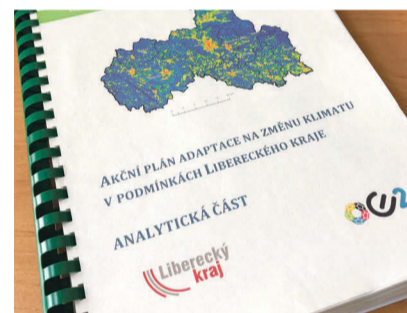 AKČNÍ PLÁN ADAPTACE NA ZMĚNU KLIMATU
V PODMÍNKÁCH LIBERECKÉHO KRAJE
ANALYTICKÁ ČÁST
Liberecký
kraj